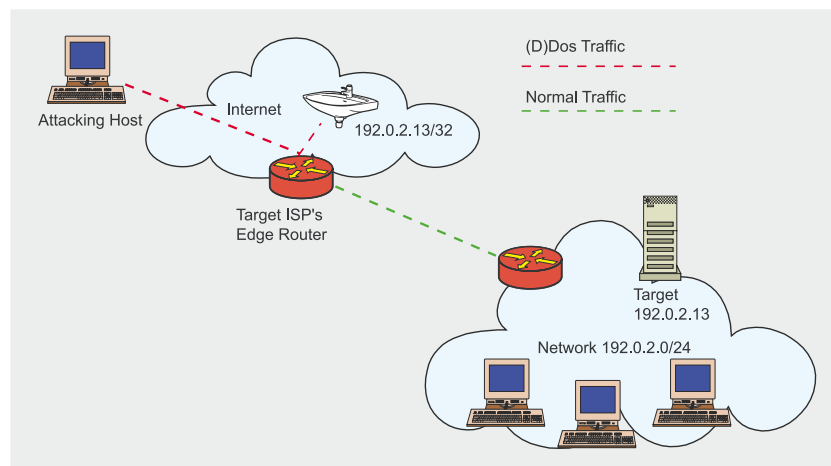 (D)Dos Traffic
Normal Traffic
Attacking Host
Internet
192.0.2.13/32
Target ISP's
Edge Router
Target
192.0.2.13
Network 192.0.2.0/24